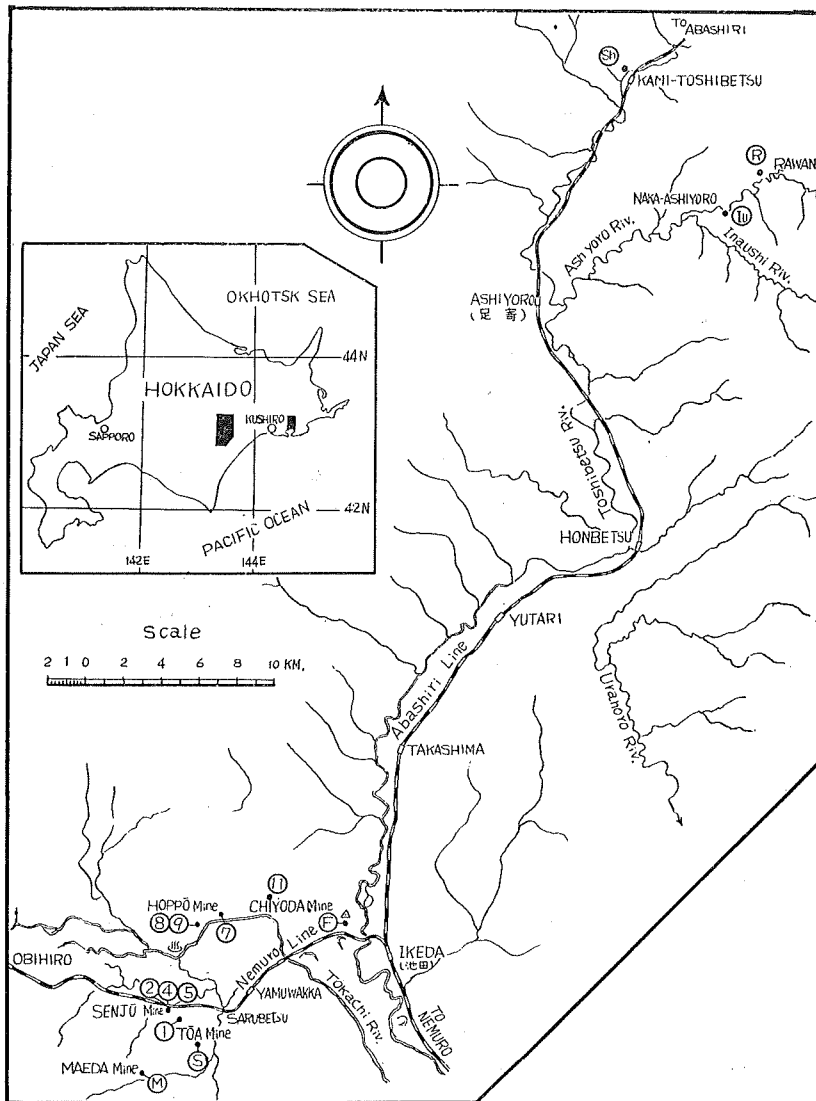 TO ABASHIRI
Sh
KAMI-TOSHIBETSU
R
RAWAN
NAKA-ASHIYORO
Iu
Ashiyoro Riv.
Inaushi Riv.
ASHIYORO
(足寄)
OKHOTSK SEA
JAPAN SEA
44N
HOKKAIDO
KUSHIRO
SAPPORO
42N
PACIFIC OCEAN
142E
144E
Toshibetsu Riv.
HONBETSU
YUTARI
Scale
2 1 0 2 4 6 8 10 KM.
Abashiri Line
Uranoro Riv.
TAKASHIMA
11
HOPPŌ Mine
CHIYODA Mine
8 9
7
F
Nemuro Line
OBIHIRO
IKEDA
(池田)
2 4 5
YAMUWAKKA
SENJŪ Mine
SARUBETSU
Tokachi Riv.
TO NEMURO
1
TŌA Mine
S
MAEDA Mine
M